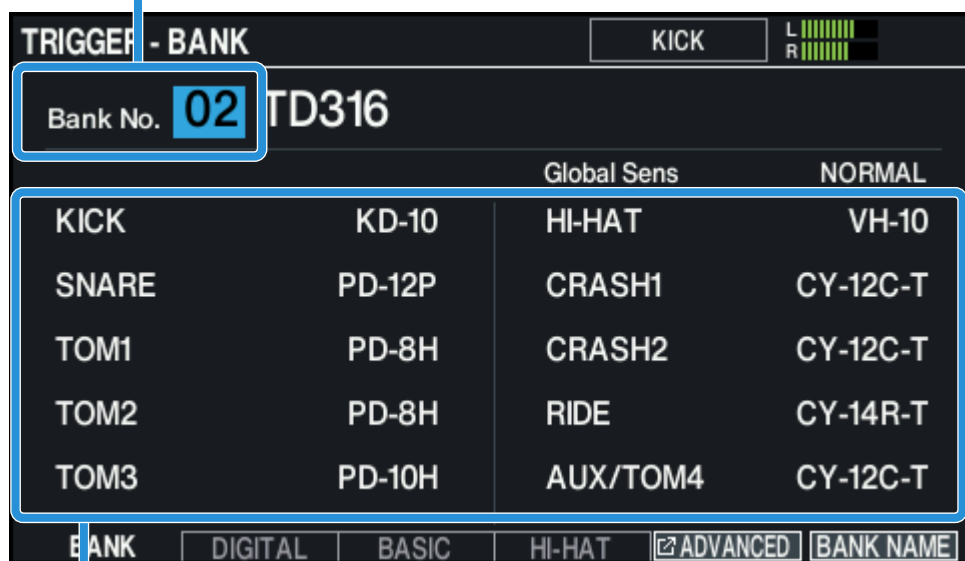 TRIGGER - BANK KICK L R
Bank No. 02 TD316
Global Sens NORMAL
KICK KD-10 HI-HAT VH-10
SNARE PD-12P CRASH1 CY-12C-T
TOM1 PD-8H CRASH2 CY-12C-T
TOM2 PD-8H RIDE CY-14R-T
TOM3 PD-10H AUX/TOM4 CY-12C-T
BANK DIGITAL BASIC HI-HAT ADVANCED BANK NAME